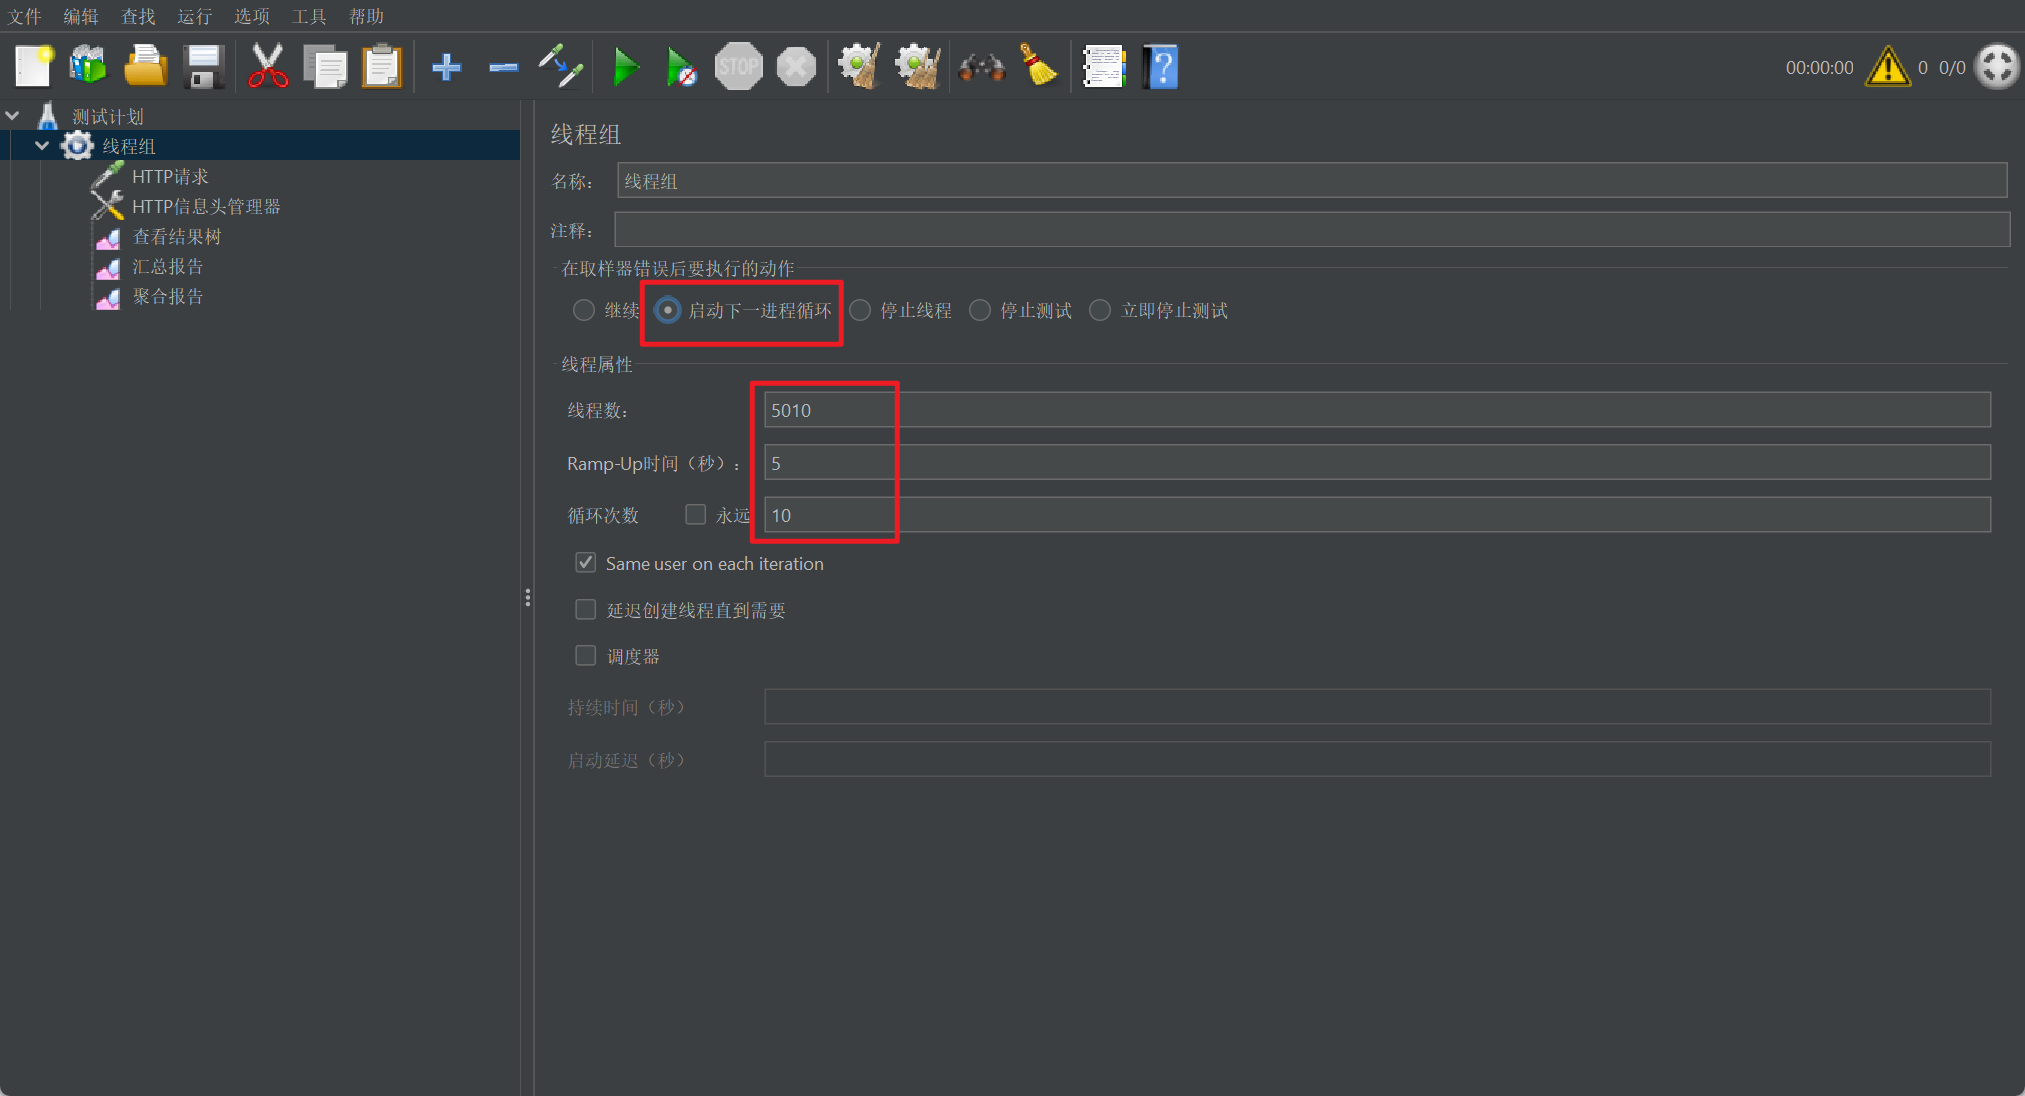 文件 编辑 查找 运行 选项 工具 帮助
STOP
?
00:00:00 0 0/0
测试计划
线程组
HTTP请求
HTTP信息头管理器
查看结果树
汇总报告
聚合报告
线程组
名称： 线程组
注释：
在取样器错误后要执行的动作
继续 启动下一进程循环 停止线程 停止测试 立即停止测试
线程属性
线程数： 5010
Ramp-Up时间（秒）： 5
循环次数 永远 10
Same user on each iteration
延迟创建线程直到需要
调度器
持续时间（秒）
启动延迟（秒）